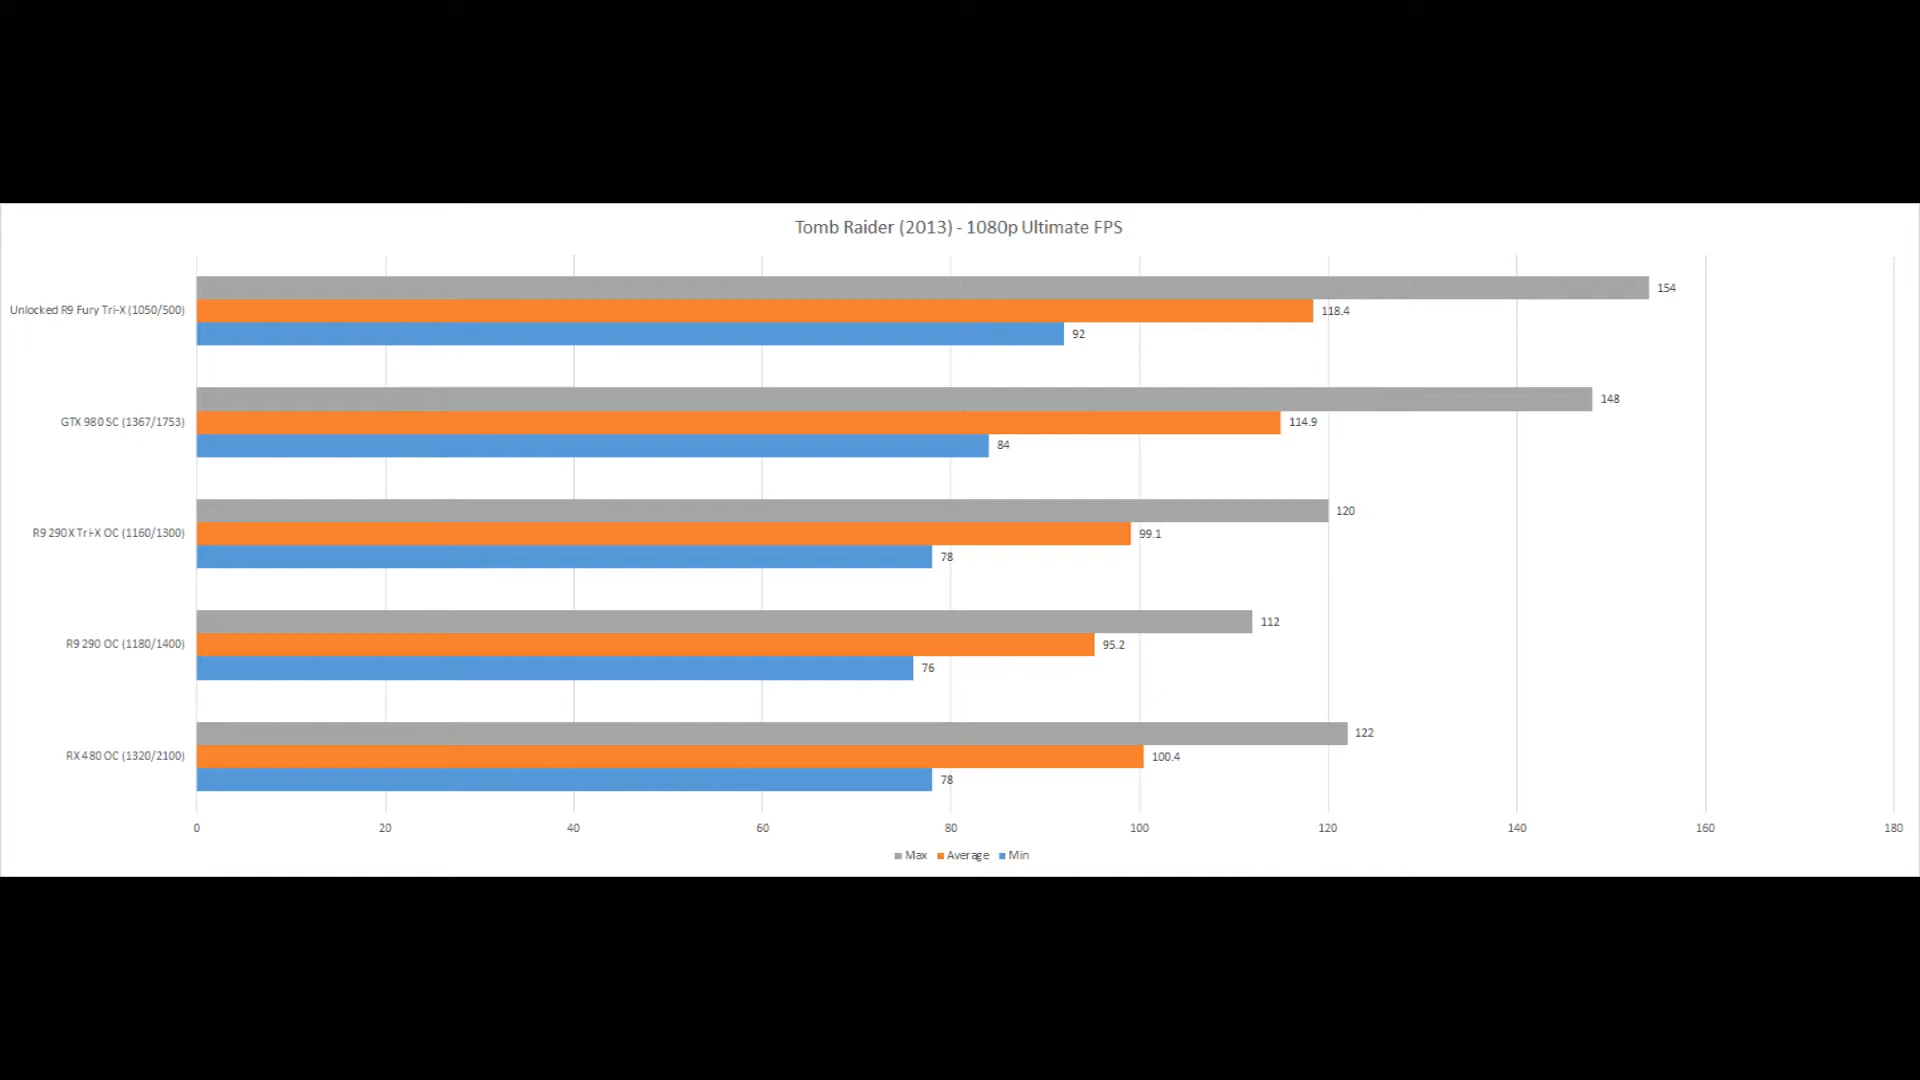 Tomb Raider (2013) - 1080p Ultimate FPS
154
Unlocked R9 Fury Tri-X (1050/500)
118.4
92
148
GTX 980 SC (1367/1753)
114.9
84
120
R9 290X Tri-X OC (1160/1300)
99.1
78
112
R9 290 OC (1180/1400)
95.2
76
122
RX 480 OC (1320/2100)
100.4
78
0 20 40 60 80 100 120 140 160 180
Max Average Min